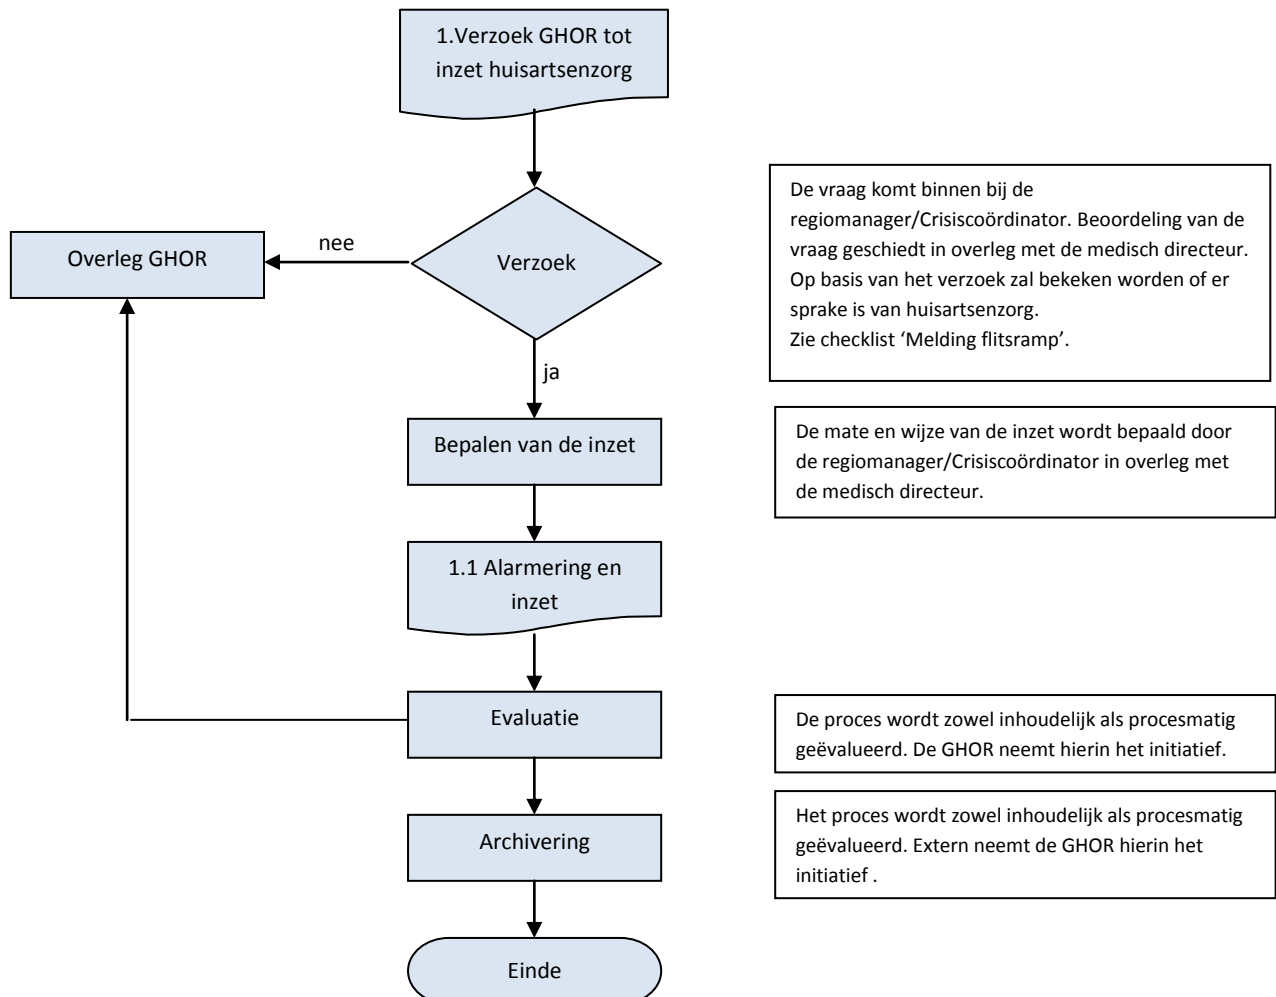 1.Verzoek GHOR tot
inzet huisartsenzorg
De vraag komt binnen bij de
regiomanager/Crisiscoördinator. Beoordeling van de
vraag geschiedt in overleg met de medisch directeur.
Op basis van het verzoek zal bekeken worden of er
sprake is van huisartsenzorg.
Zie checklist ‘Melding flitsramp’.
Overleg GHOR
nee
Verzoek
ja
Bepalen van de inzet
De mate en wijze van de inzet wordt bepaald door
de regiomanager/Crisiscoördinator in overleg met
de medisch directeur.
1.1 Alarmering en
inzet
Evaluatie
De proces wordt zowel inhoudelijk als procesmatig
geëvalueerd. De GHOR neemt hierin het initiatief.
Archivering
Het proces wordt zowel inhoudelijk als procesmatig
geëvalueerd. Extern neemt de GHOR hierin het
initiatief .
Einde